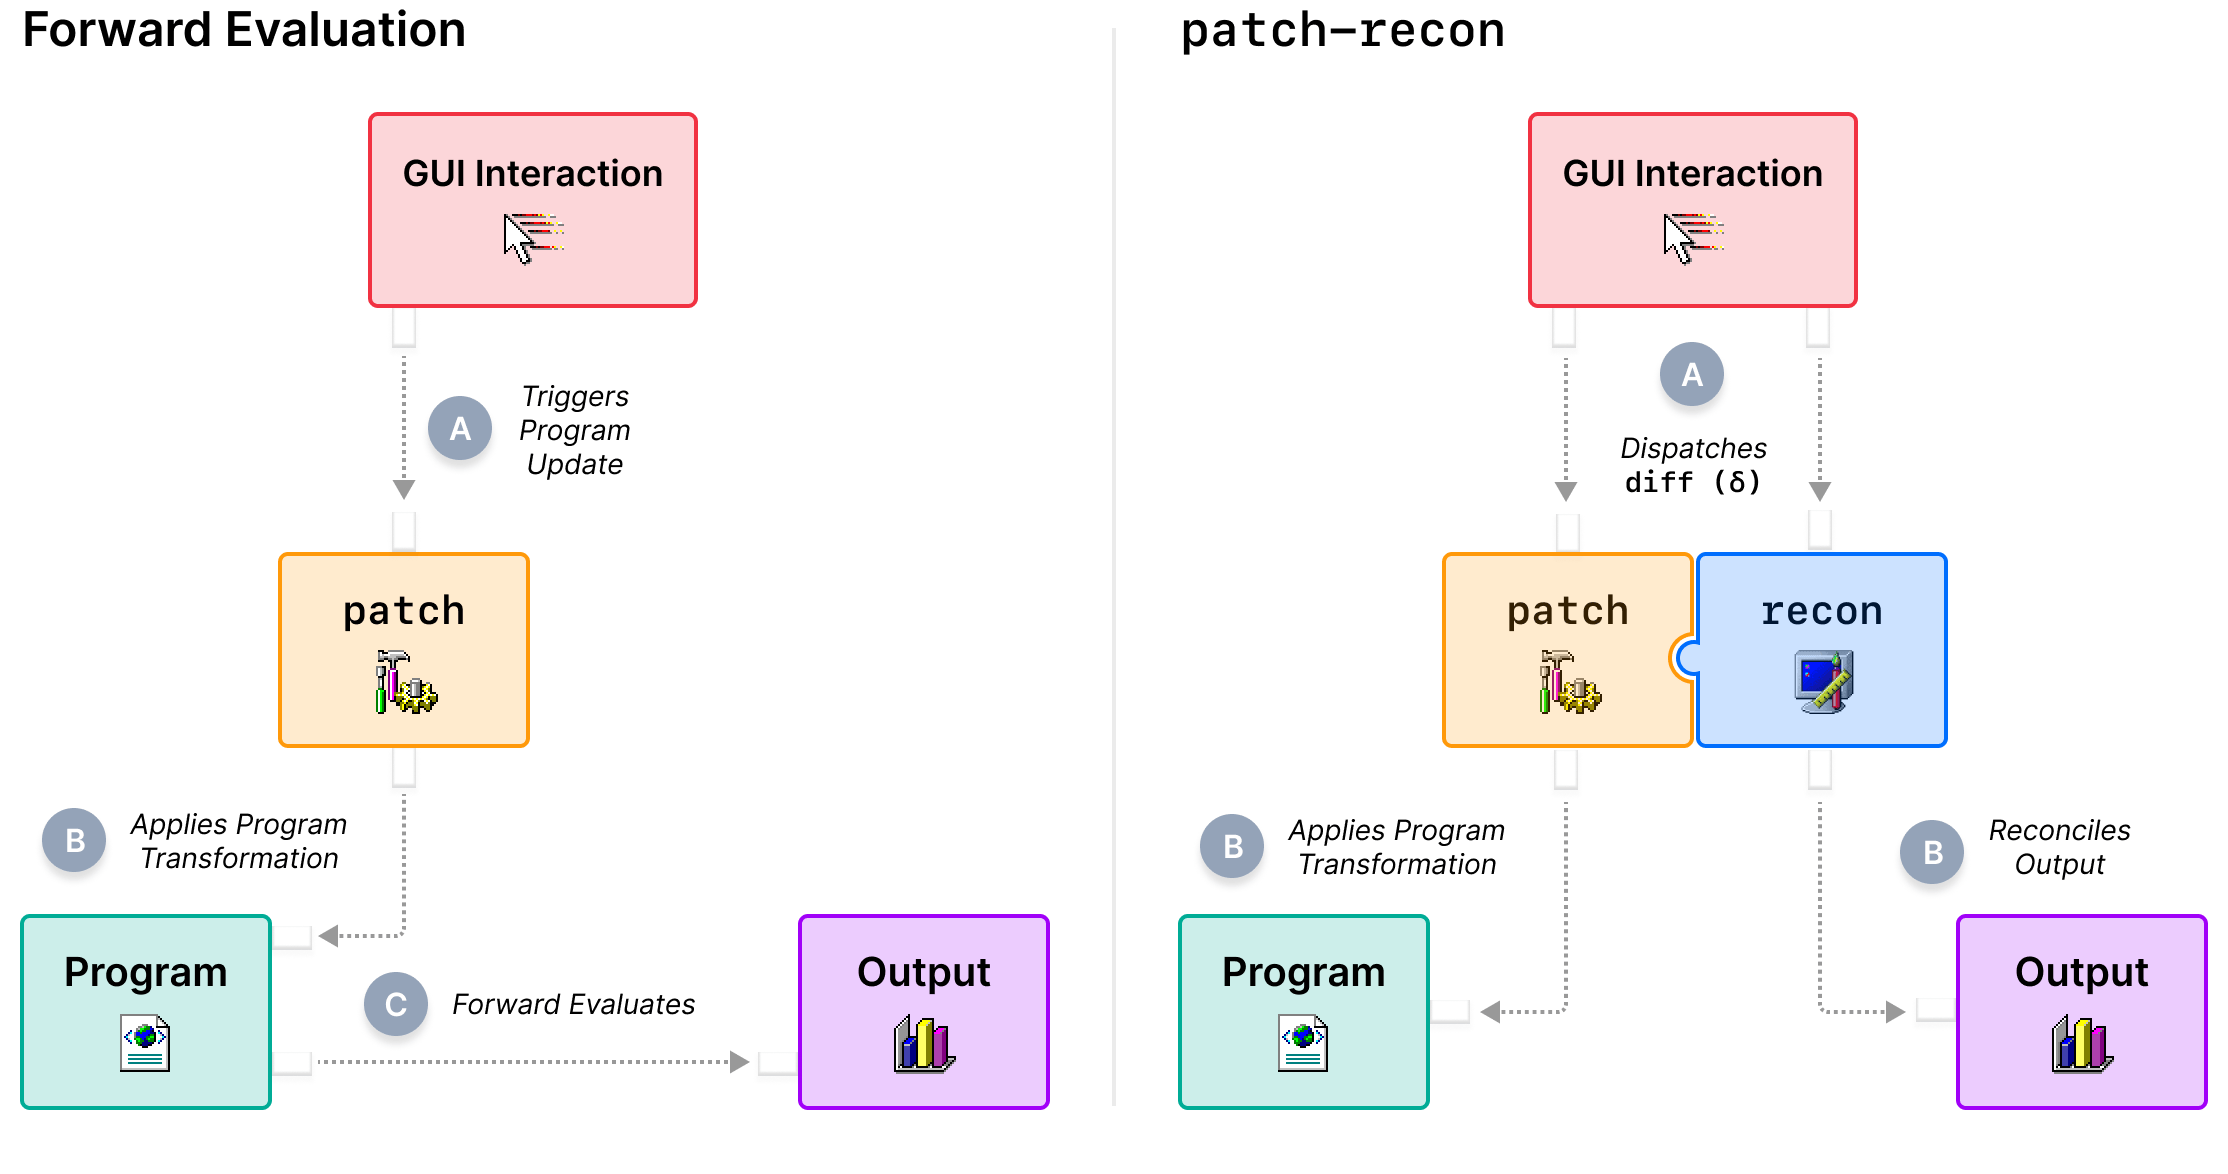 Forward Evaluation
GUI Interaction
A
Triggers
Program
Update
patch
B
Applies Program
Transformation
Program
C
Forward Evaluates
Output
patch-recon
GUI Interaction
A
Dispatches
diff (δ)
patch
recon
B
Applies Program
Transformation
B
Reconciles
Output
Program
Output